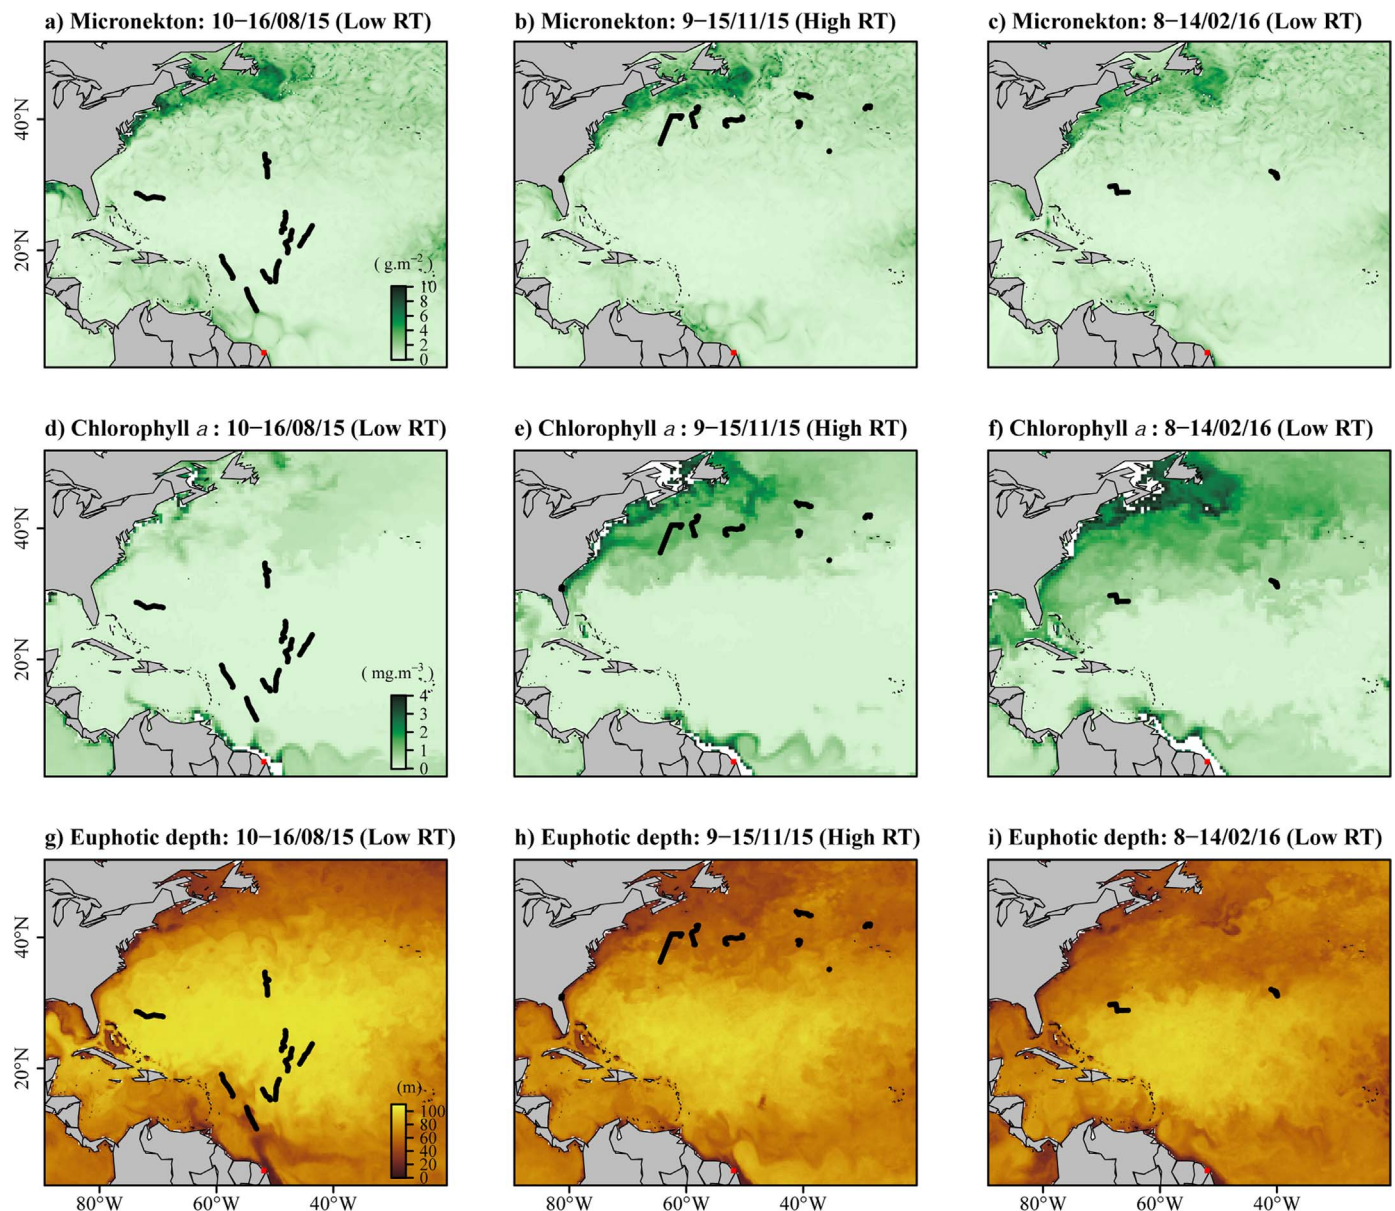 a) Micronekton: 10−16/08/15 (Low RT)
b) Micronekton: 9−15/11/15 (High RT)
c) Micronekton: 8−14/02/16 (Low RT)
40°N
20°N
( g.m⁻²)
10
8
6
4
2
0
d) Chlorophyll a : 10−16/08/15 (Low RT)
e) Chlorophyll a : 9−15/11/15 (High RT)
f) Chlorophyll a : 8−14/02/16 (Low RT)
40°N
20°N
( mg.m⁻³)
4
3
2
1
0
g) Euphotic depth: 10−16/08/15 (Low RT)
h) Euphotic depth: 9−15/11/15 (High RT)
i) Euphotic depth: 8−14/02/16 (Low RT)
40°N
20°N
(m)
100
80
60
40
20
0
80°W 60°W 40°W
80°W 60°W 40°W
80°W 60°W 40°W